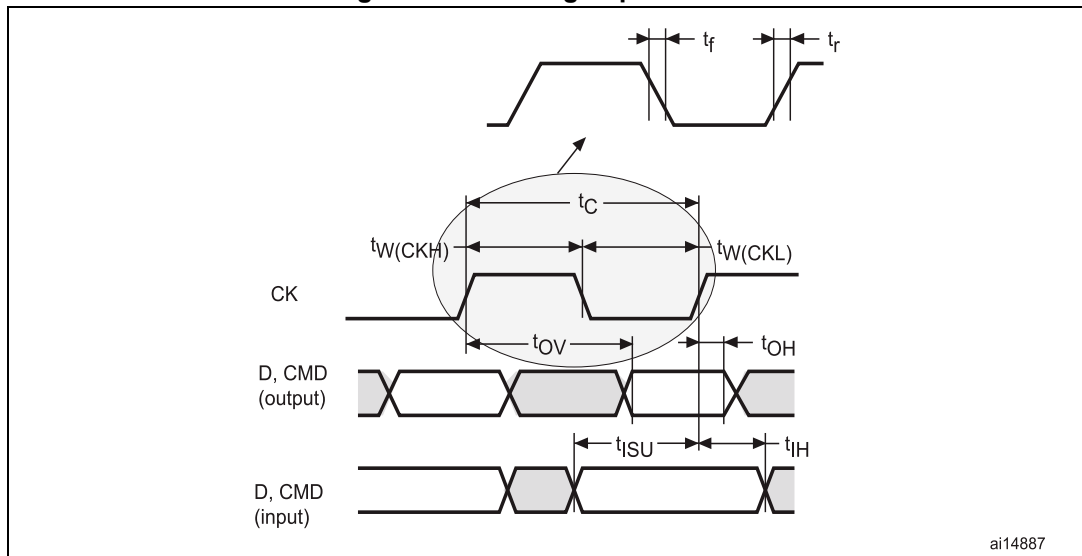 tf
tr
tC
tW(CKH)
tW(CKL)
CK
tOV
tOH
D, CMD
(output)
tISU
tIH
D, CMD
(input)
ai14887